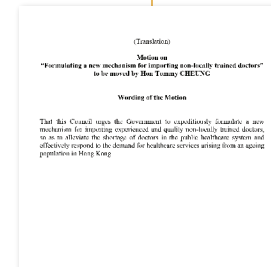 (Translation)
Motion on
"Formulating a new mechanism for importing non-locally trained doctors"
to be moved by Hon Tommy CHEUNG
Wording of the Motion
That this Council urges the Government to expeditiously formulate a new
mechanism for importing experienced and quality non-locally trained doctors,
so as to alleviate the shortage of doctors in the public healthcare system and
effectively respond to the demand for healthcare services arising from an ageing
population in Hong Kong.